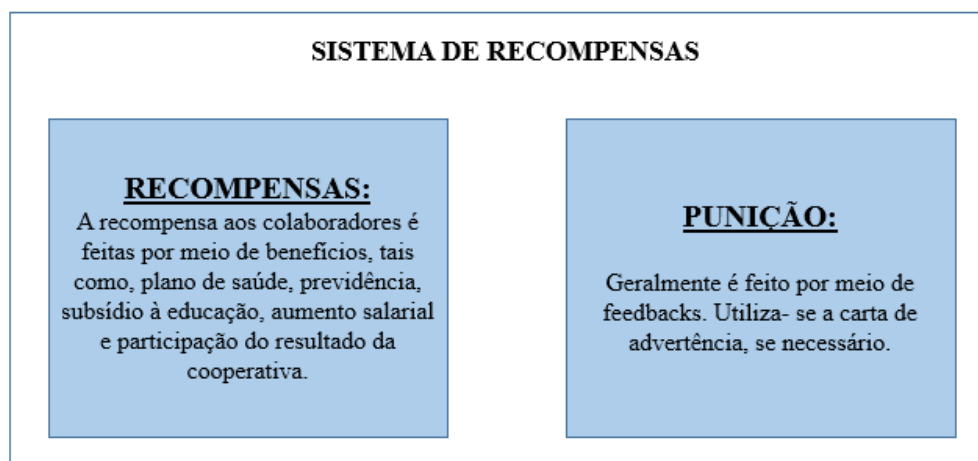 SISTEMA DE RECOMPENSAS
RECOMPENSAS:
A recompensa aos colaboradores é
feitas por meio de benefícios, tais
como, plano de saúde, previdência,
subsídio à educação, aumento salarial
e participação do resultado da
cooperativa.
PUNIÇÃO:
Geralmente é feito por meio de
feedbacks. Utiliza- se a carta de
advertência, se necessário.